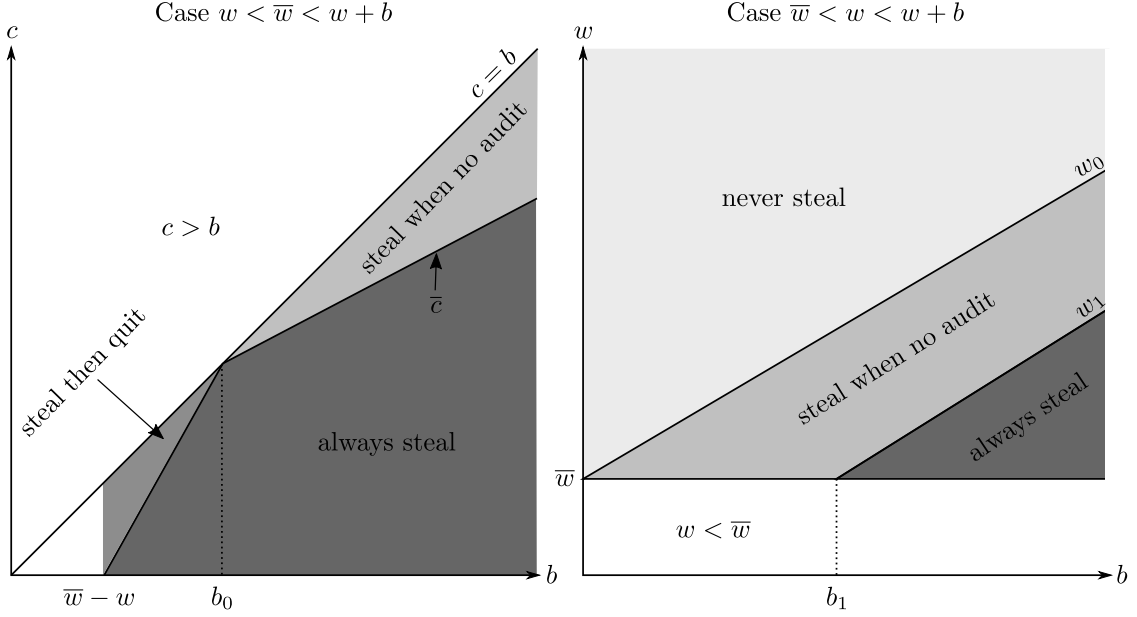 Case w < w̅ < w + b
c
c = b
steal when no audit
c > b
c̅
steal then quit
always steal
b
w̅ − w
b₀
Case w̅ < w < w + b
w
w₀
never steal
w₁
steal when no audit
always steal
w̅
w < w̅
b
b₁